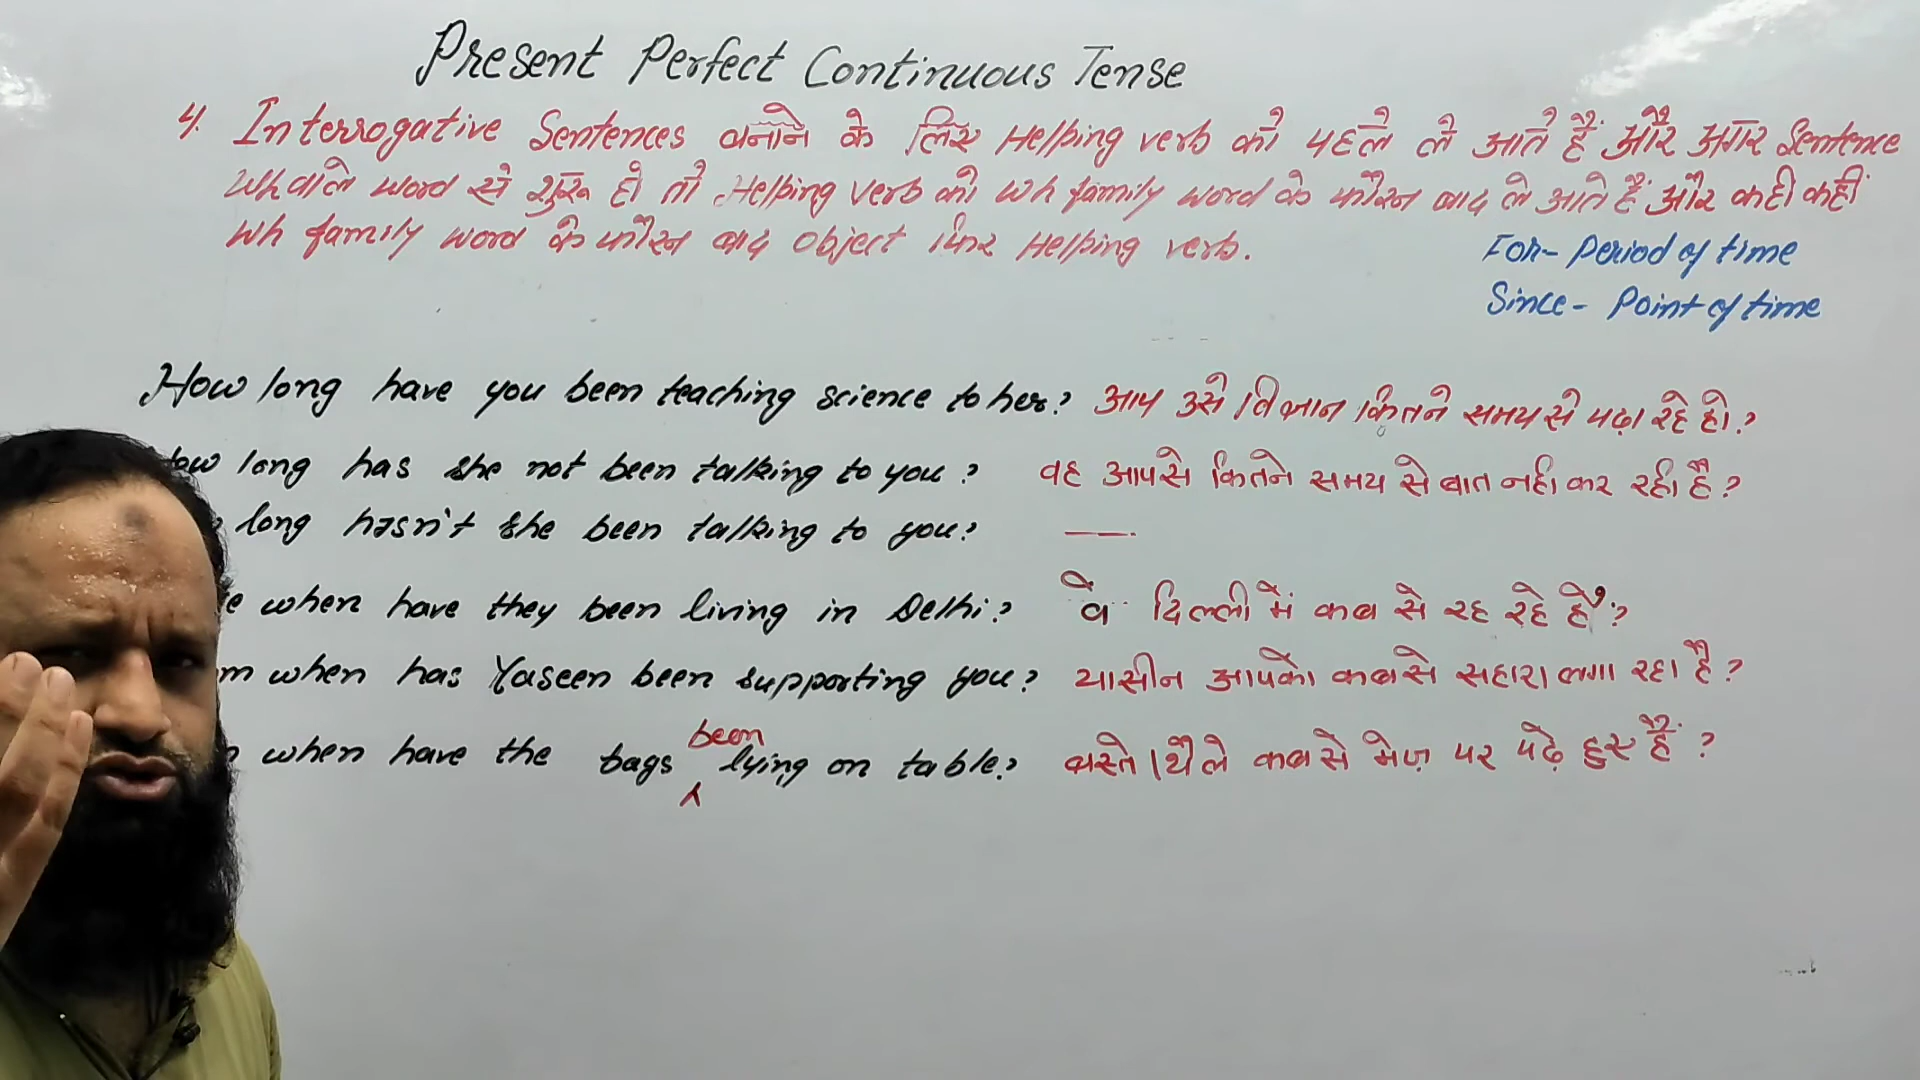 Present Perfect Continuous Tense
4. Interrogative Sentences बनाने के लिए Helping verb को पहले ले आते हैं और अगर Sentence
Wh वाले word से शुरू हो तो Helping verb को wh family word के फौरन बाद ले आते हैं और कहीं कहीं
Wh family word के फौरन बाद object फिर Helping verb.
For- Period of time
Since- Point of time
How long have you been teaching science to her? आप उसे विज्ञान कितने समय से पढ़ा रहे हो?
long has she not been talking to you? वह आपसे कितने समय से बात नहीं कर रही है?
long hasn't she been talking to you?
when have they been living in Delhi? वे दिल्ली में कब से रह रहे हैं?
when has Yaseen been supporting you? यासीन आपको कबसे सहारा लगा रहा है?
when have the bags been lying on table? बस्ते/थैले कबसे मेज़ पर पढ़े हुए हैं?